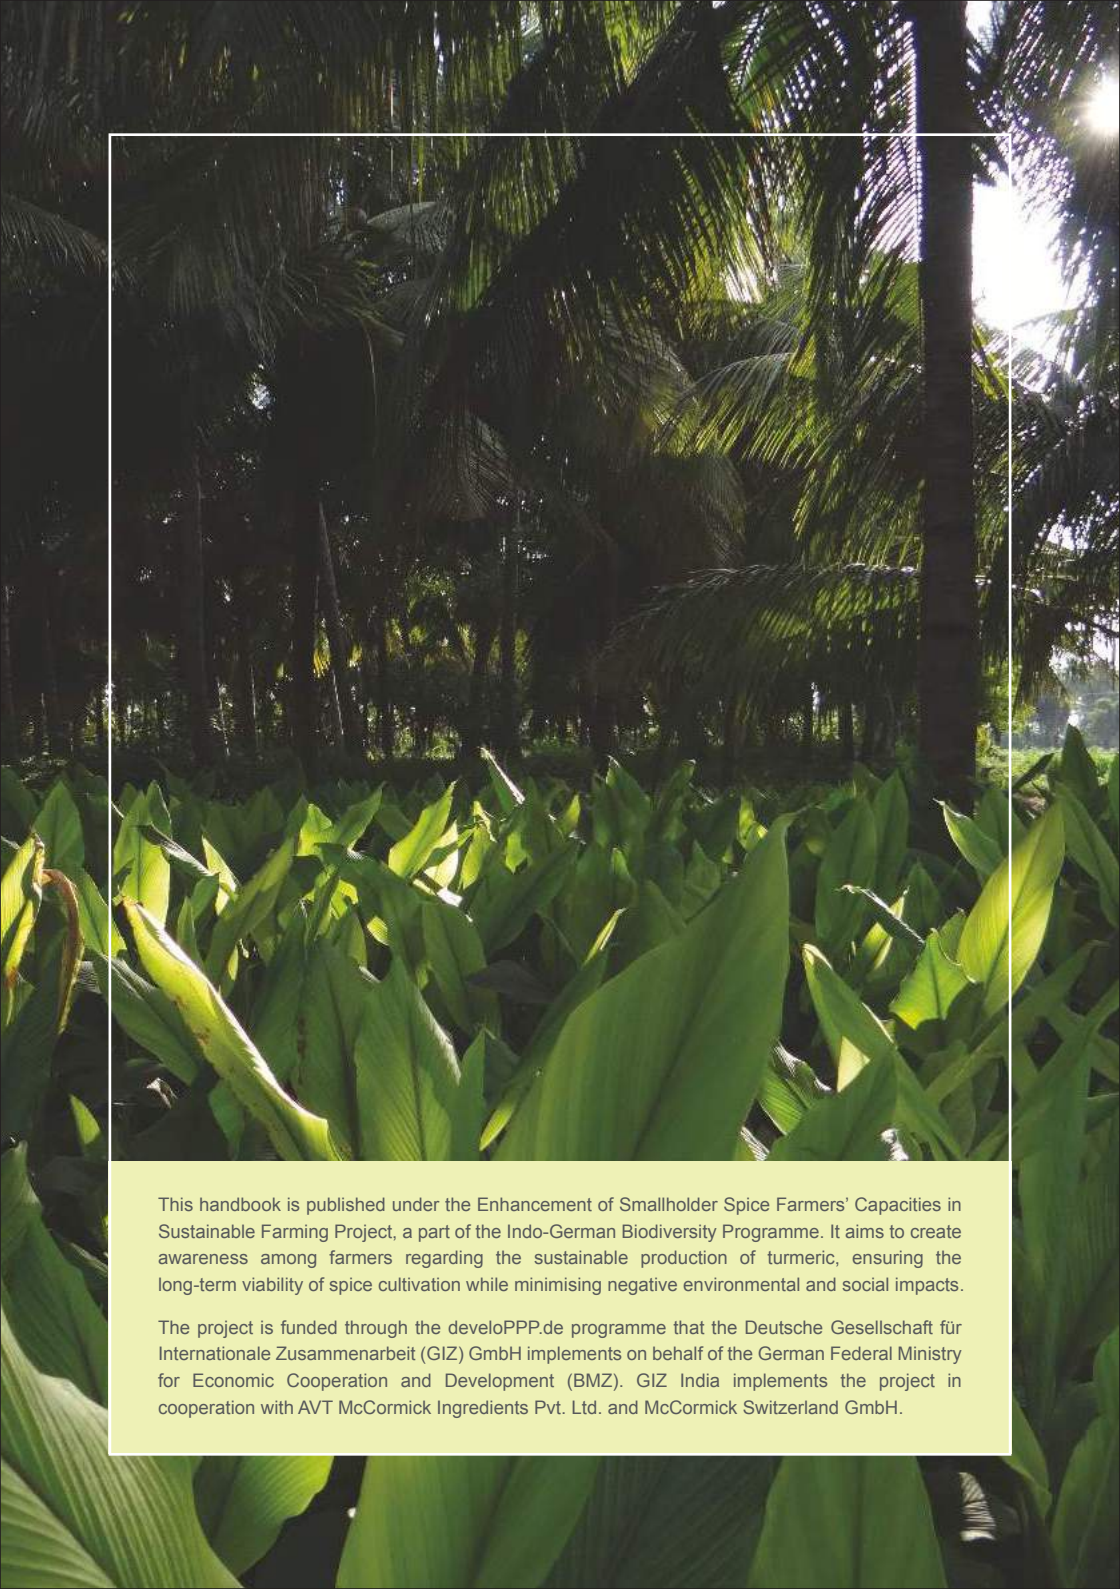 This handbook is published under the Enhancement of Smallholder Spice Farmers’ Capacities in
Sustainable Farming Project, a part of the Indo-German Biodiversity Programme. It aims to create
awareness among farmers regarding the sustainable production of turmeric, ensuring the
long-term viability of spice cultivation while minimising negative environmental and social impacts.
The project is funded through the develoPPP.de programme that the Deutsche Gesellschaft für
Internationale Zusammenarbeit (GIZ) GmbH implements on behalf of the German Federal Ministry
for Economic Cooperation and Development (BMZ). GIZ India implements the project in
cooperation with AVT McCormick Ingredients Pvt. Ltd. and McCormick Switzerland GmbH.